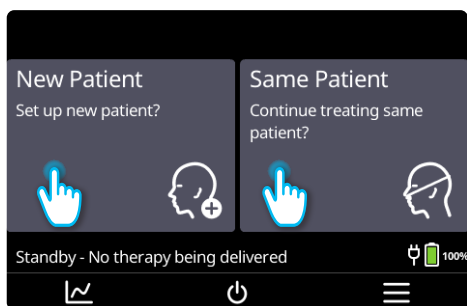 New Patient
Set up new patient?
Same Patient
Continue treating same
patient?
Standby - No therapy being delivered
100%